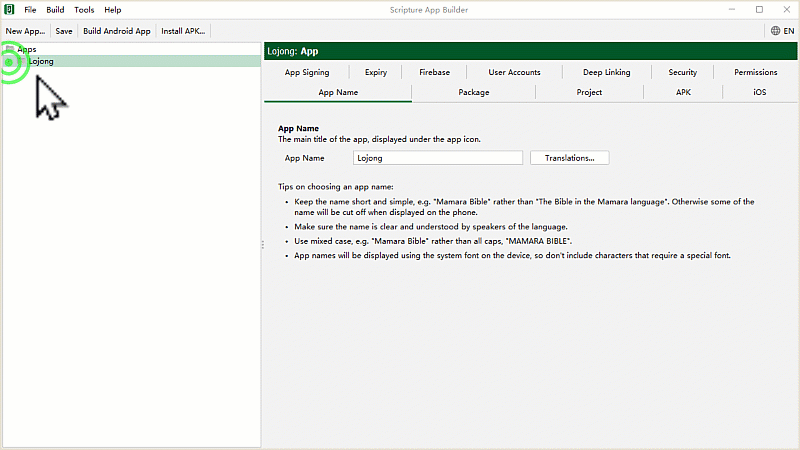 Scripture App Builder
File Build Tools Help
New App... Save Build Android App Install APK... EN
Apps
Lojong
Lojong: App
App Signing Expiry Firebase User Accounts Deep Linking Security Permissions
App Name Package Project APK iOS
App Name
The main title of the app, displayed under the app icon.
App Name Lojong Translations...
Tips on choosing an app name:
• Keep the name short and simple, e.g. "Mamara Bible" rather than "The Bible in the Mamara language". Otherwise some of the
name will be cut off when displayed on the phone.
• Make sure the name is clear and understood by speakers of the language.
• Use mixed case, e.g. "Mamara Bible" rather than all caps, "MAMARA BIBLE".
• App names will be displayed using the system font on the device, so don't include characters that require a special font.